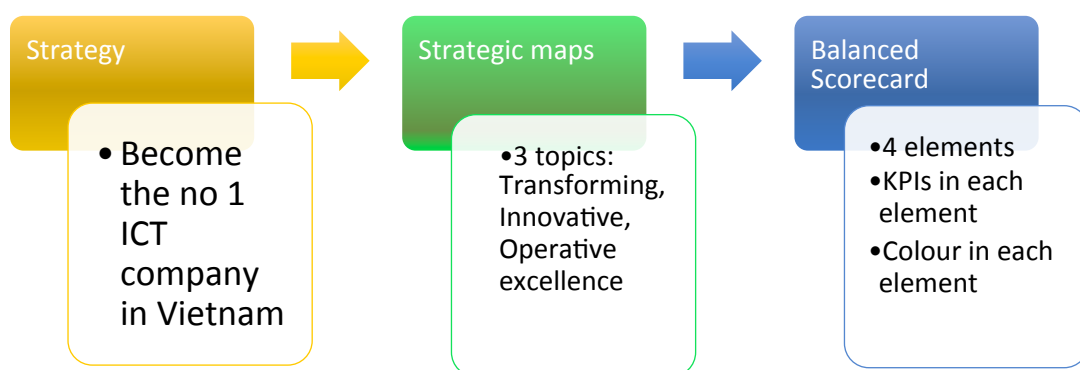 Strategy
• Become
the no 1
ICT
company
in Vietnam
Strategic maps
•3 topics:
Transforming,
Innovative,
Operative
excellence
Balanced
Scorecard
•4 elements
•KPIs in each
element
•Colour in each
element